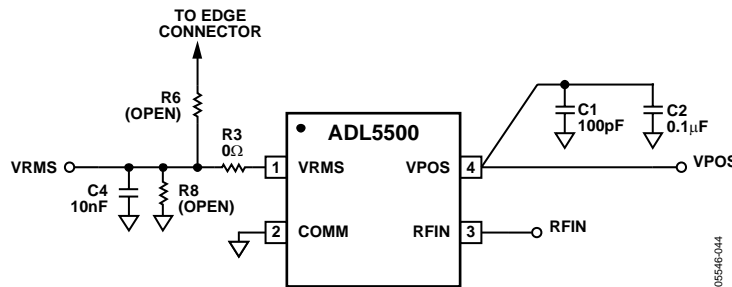 TO EDGE
CONNECTOR
R6
(OPEN)
R3
0Ω
VRMS
C4
10nF
R8
(OPEN)
ADL5500
1
VRMS
VPOS
4
2
COMM
RFIN
3
C1
100pF
C2
0.1µF
VPOS
RFIN
05546-044